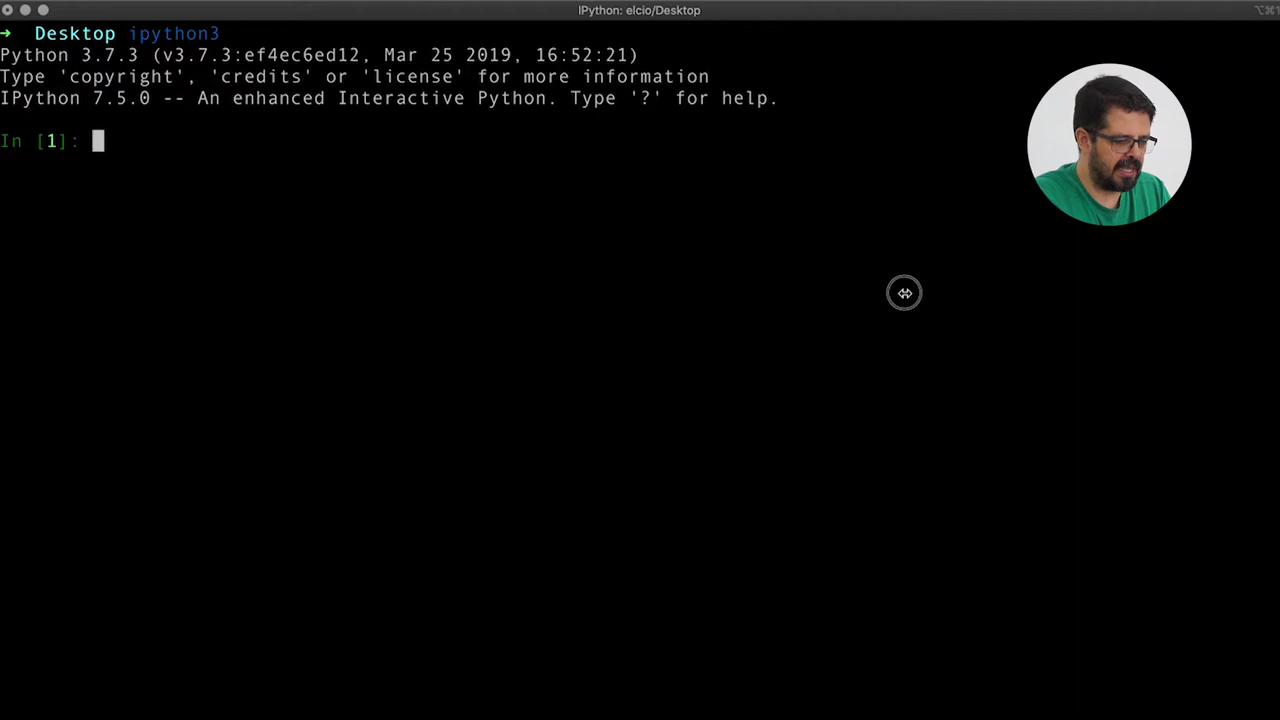 IPython: elcio/Desktop
⌥⌘1
➜ Desktop ipython3
Python 3.7.3 (v3.7.3:ef4ec6ed12, Mar 25 2019, 16:52:21)
Type 'copyright', 'credits' or 'license' for more information
IPython 7.5.0 -- An enhanced Interactive Python. Type '?' for help.
In [1]: